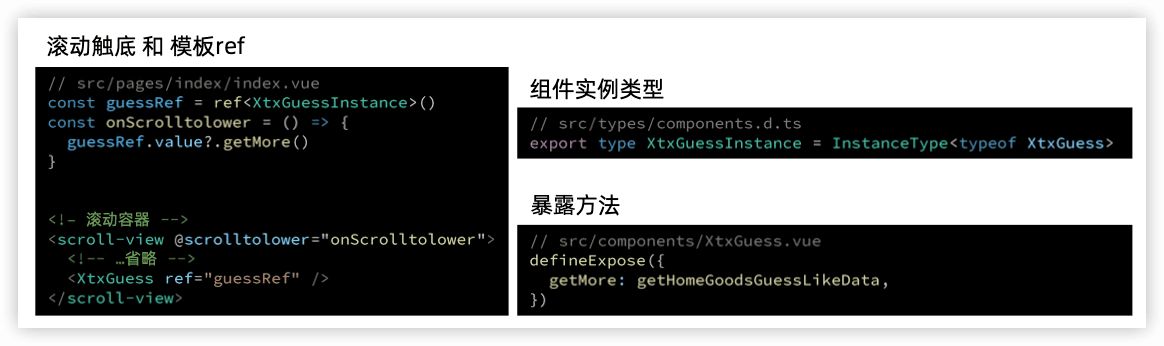 滚动触底 和 模板ref
// src/pages/index/index.vue
const guessRef = ref<XtxGuessInstance>()
const onScrolltolower = () => {
  guessRef.value?.getMore()
}
<!— 滚动容器 -->
<scroll-view @scrolltolower="onScrolltolower">
  <!-- …省略 -->
  <XtxGuess ref="guessRef" />
</scroll-view>
组件实例类型
// src/types/components.d.ts
export type XtxGuessInstance = InstanceType<typeof XtxGuess>
暴露方法
// src/components/XtxGuess.vue
defineExpose({
  getMore: getHomeGoodsGuessLikeData,
})